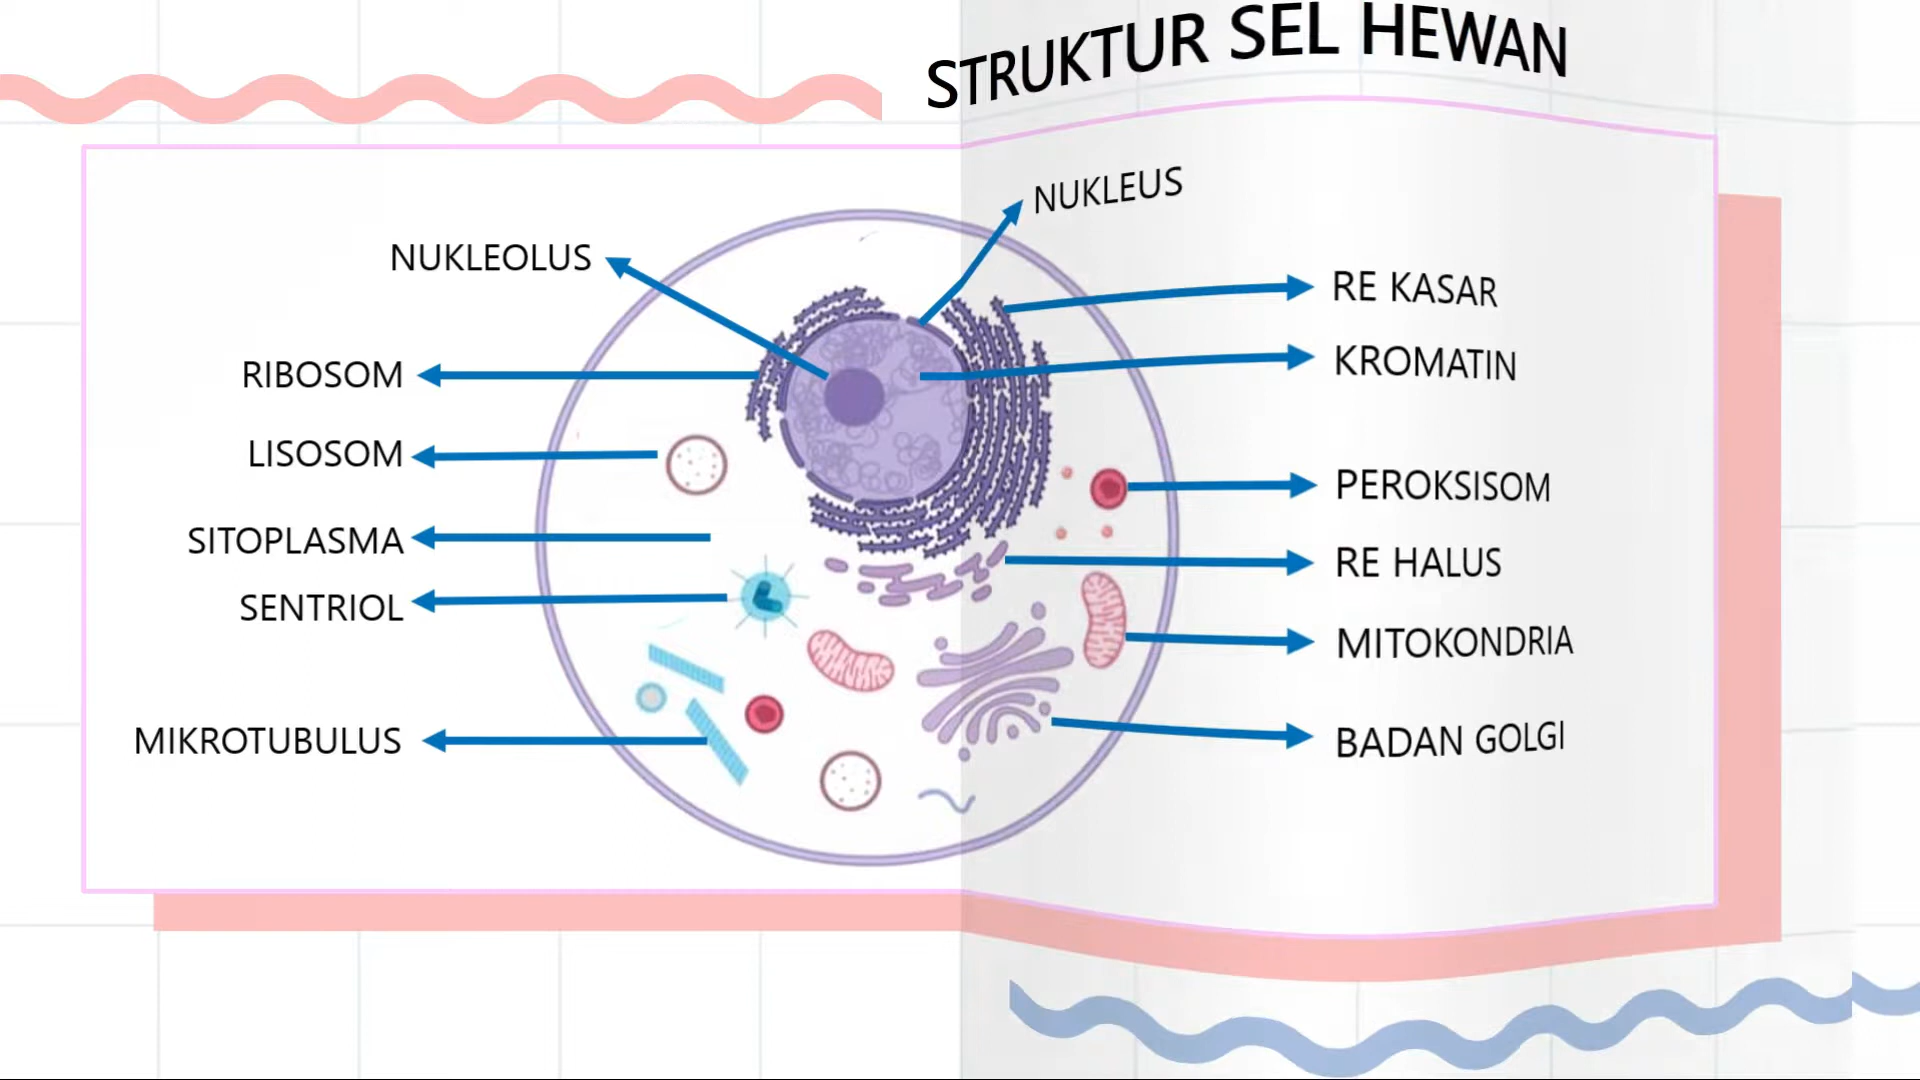 STRUKTUR SEL HEWAN
NUKLEUS
NUKLEOLUS
RIBOSOM
LISOSOM
SITOPLASMA
SENTRIOL
MIKROTUBULUS
RE KASAR
KROMATIN
PEROKSISOM
RE HALUS
MITOKONDRIA
BADAN GOLGI